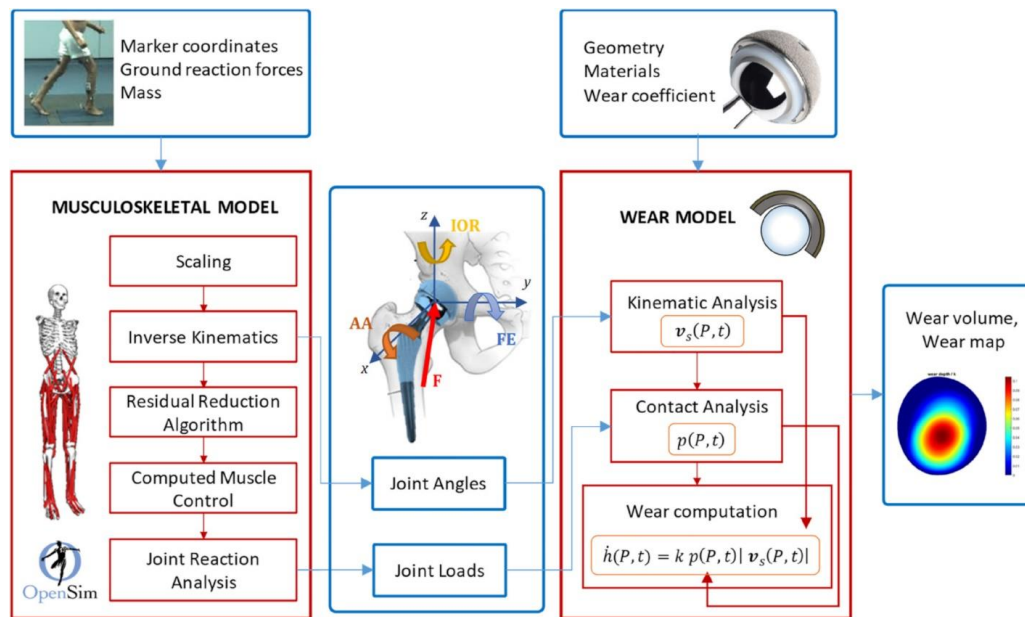 Marker coordinates
Ground reaction forces
Mass
Geometry
Materials
Wear coefficient
MUSCULOSKELETAL MODEL
Scaling
Inverse Kinematics
Residual Reduction
Algorithm
Computed Muscle
Control
Joint Reaction
Analysis
OpenSim
z
IOR
y
AA
FE
x
F
Joint Angles
Joint Loads
WEAR MODEL
Kinematic Analysis
𝒗ₛ(P, t)
Contact Analysis
p(P, t)
Wear computation
ḣ(P, t) = k p(P, t)| 𝒗ₛ(P, t)|
Wear volume,
Wear map